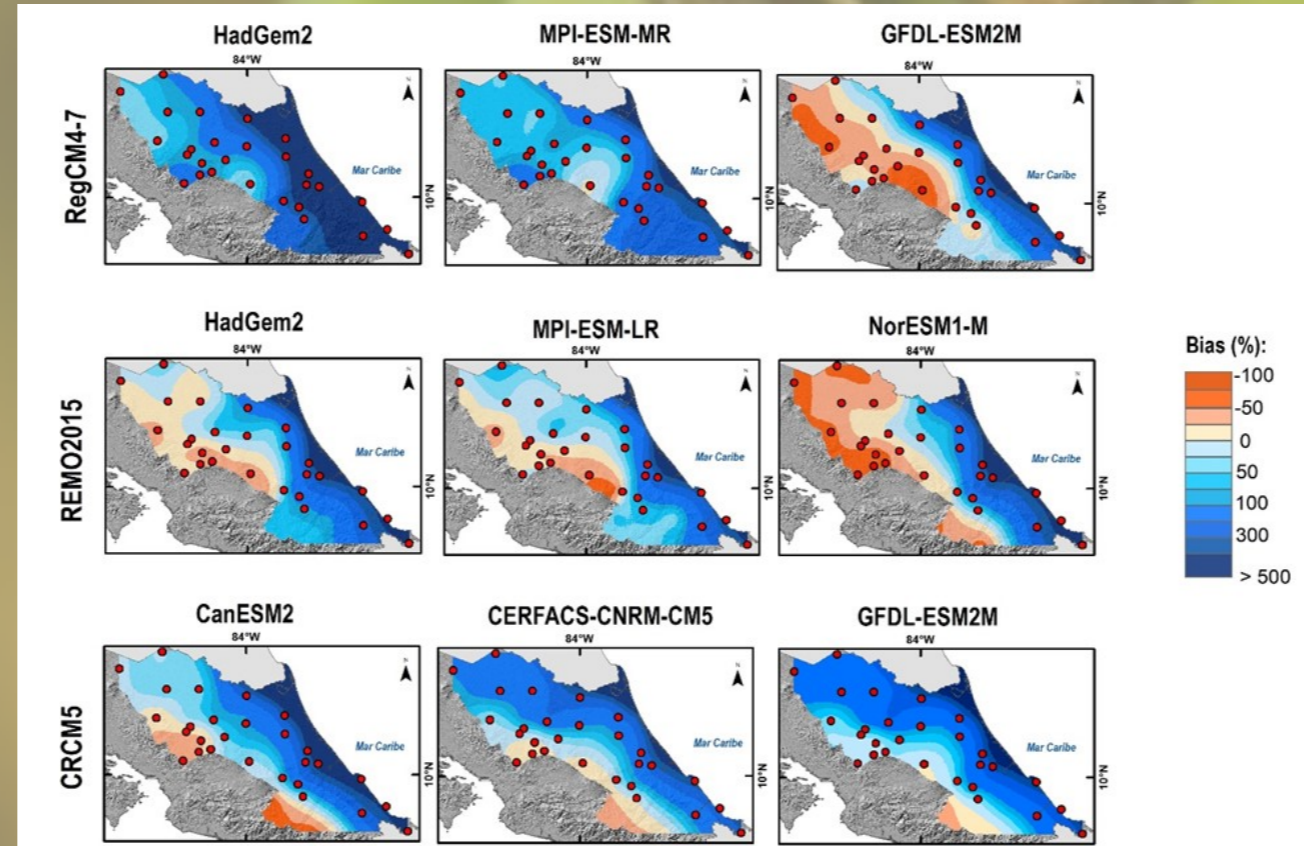 HadGem2
MPI-ESM-MR
GFDL-ESM2M
84°W
84°W
84°W
RegCM4-7
N
N
N
Mar Caribe
Mar Caribe
Mar Caribe
10°N
10°N
10°N
HadGem2
MPI-ESM-LR
NorESM1-M
84°W
84°W
84°W
REMO2015
N
N
N
Mar Caribe
Mar Caribe
Mar Caribe
10°N
10°N
10°N
Bias (%):
-100
-50
0
50
100
300
> 500
CanESM2
CERFACS-CNRM-CM5
GFDL-ESM2M
84°W
84°W
84°W
CRCM5
N
N
N
Mar Caribe
Mar Caribe
Mar Caribe
10°N
10°N
10°N